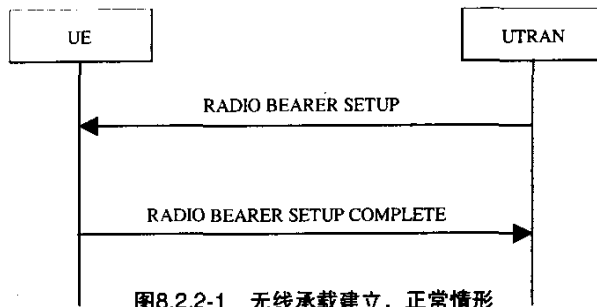 UE
UTRAN
RADIO BEARER SETUP
RADIO BEARER SETUP COMPLETE
图8.2.2-1 无线承载建立，正常情形